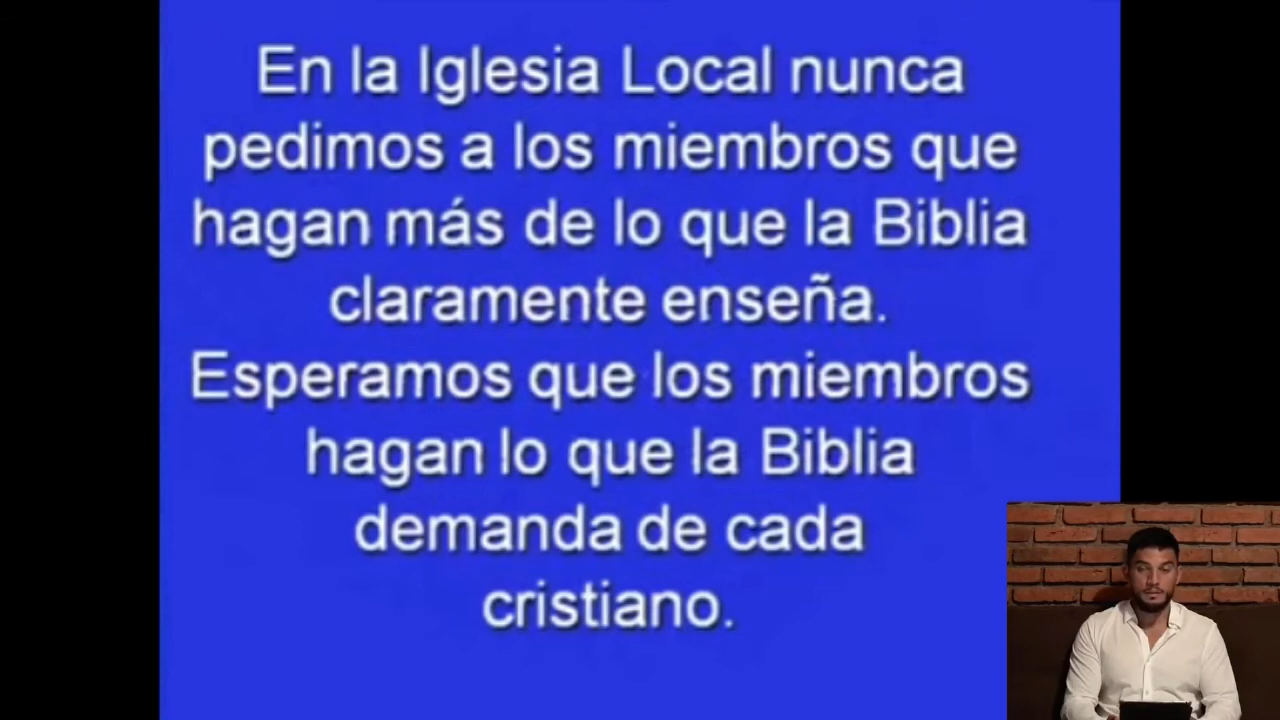 En la Iglesia Local nunca
pedimos a los miembros que
hagan más de lo que la Biblia
claramente enseña.
Esperamos que los miembros
hagan lo que la Biblia
demanda de cada
cristiano.